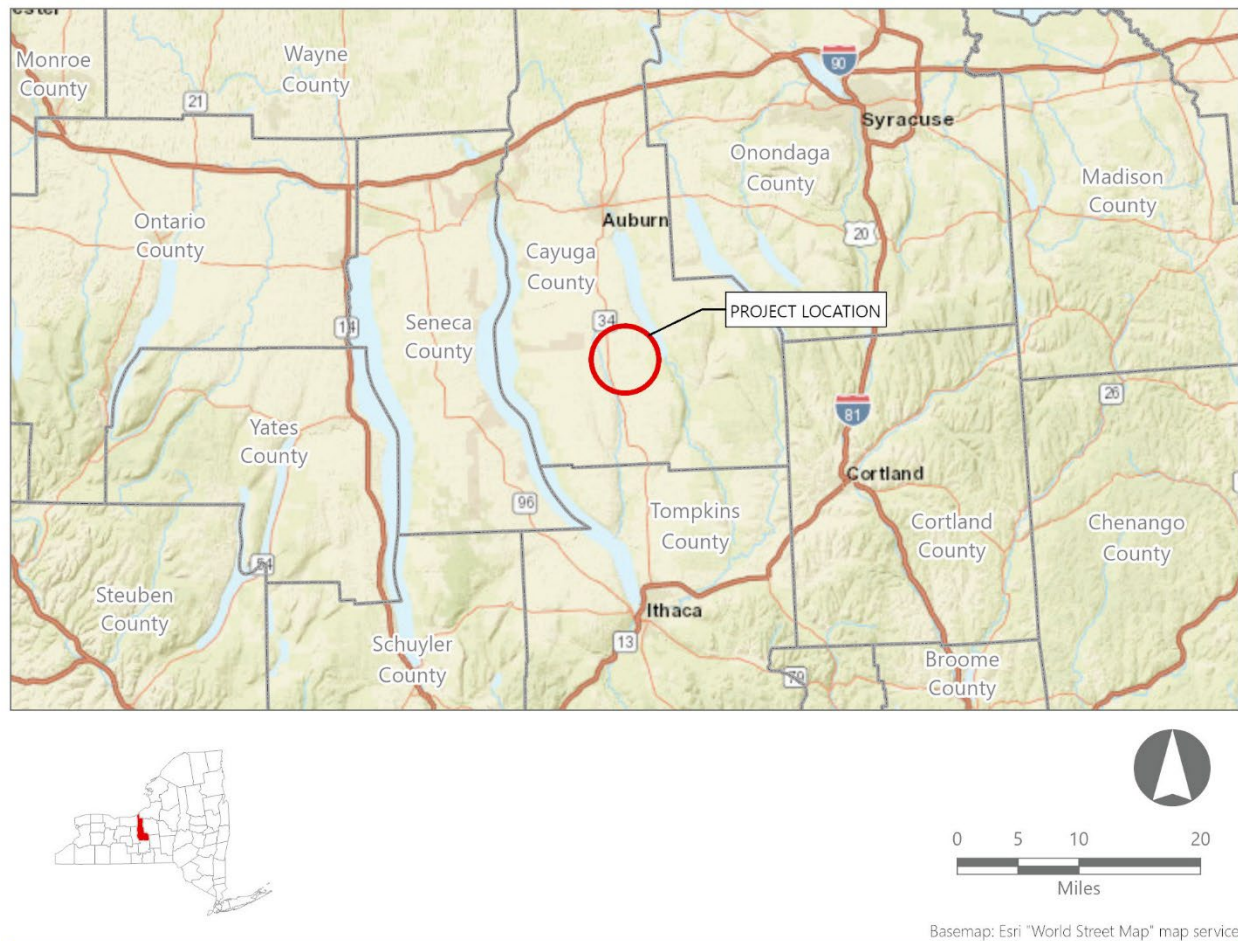 ester
Monroe
County
Wayne
County
21
90
Syracuse
Onondaga
County
Madison
County
Ontario
County
Auburn
Cayuga
County
20
14
Seneca
County
34
PROJECT LOCATION
26
81
Yates
County
Cortland
96
Tompkins
County
Cortland
County
Chenango
County
54
Steuben
County
Ithaca
13
Schuyler
County
79
Broome
County
0 5 10 20
Miles
Basemap: Esri "World Street Map" map service